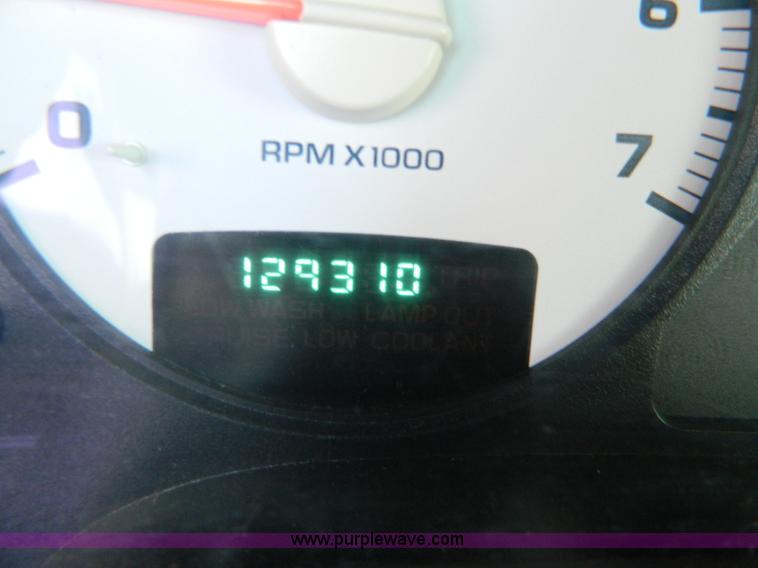 6
0
7
RPM X1000
129310
TRIP
LOW WASH LAMP OUT
CRUISE LOW COOLANT
www.purplewave.com